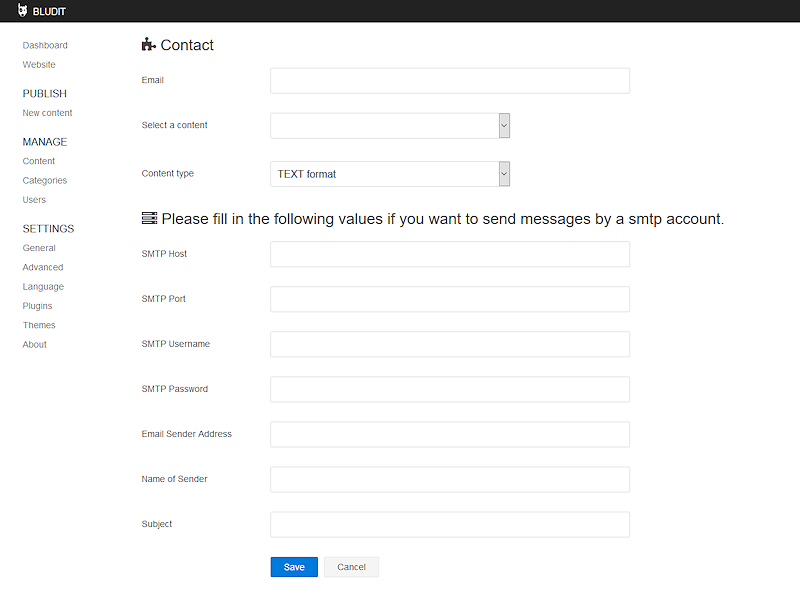 BLUDIT
Dashboard
Website
PUBLISH
New content
MANAGE
Content
Categories
Users
SETTINGS
General
Advanced
Language
Plugins
Themes
About
Contact
Email
Select a content
Content type
TEXT format
Please fill in the following values if you want to send messages by a smtp account.
SMTP Host
SMTP Port
SMTP Username
SMTP Password
Email Sender Address
Name of Sender
Subject
Save
Cancel